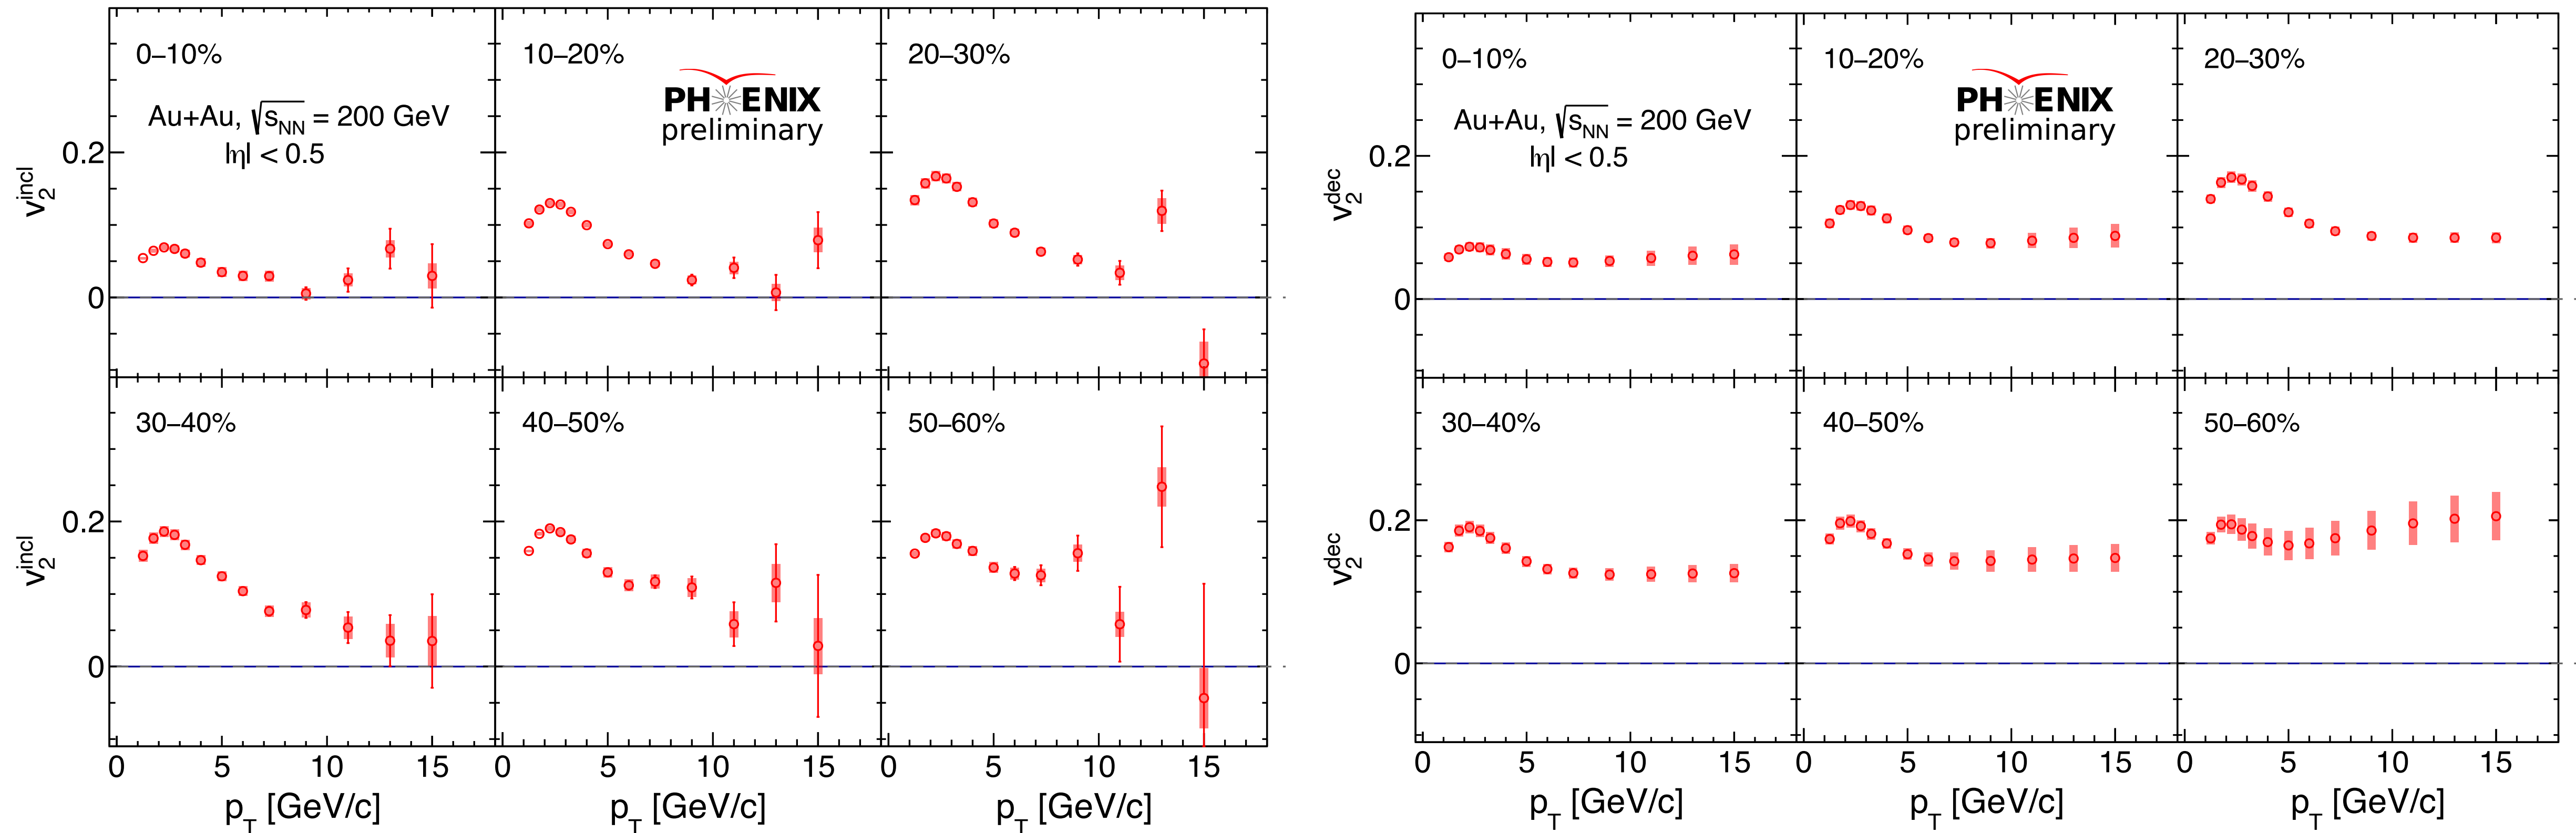 0–10%
Au+Au, √sNN = 200 GeV
|η| < 0.5
10–20%
PHENIX
preliminary
20–30%
0.2
0
v2incl
30–40%
40–50%
50–60%
0.2
0
v2incl
0 5 10 15
0 5 10 15
0 5 10 15
pT [GeV/c]
pT [GeV/c]
pT [GeV/c]
0–10%
Au+Au, √sNN = 200 GeV
|η| < 0.5
10–20%
PHENIX
preliminary
20–30%
0.2
0
v2dec
30–40%
40–50%
50–60%
0.2
0
v2dec
0 5 10 15
0 5 10 15
0 5 10 15
pT [GeV/c]
pT [GeV/c]
pT [GeV/c]